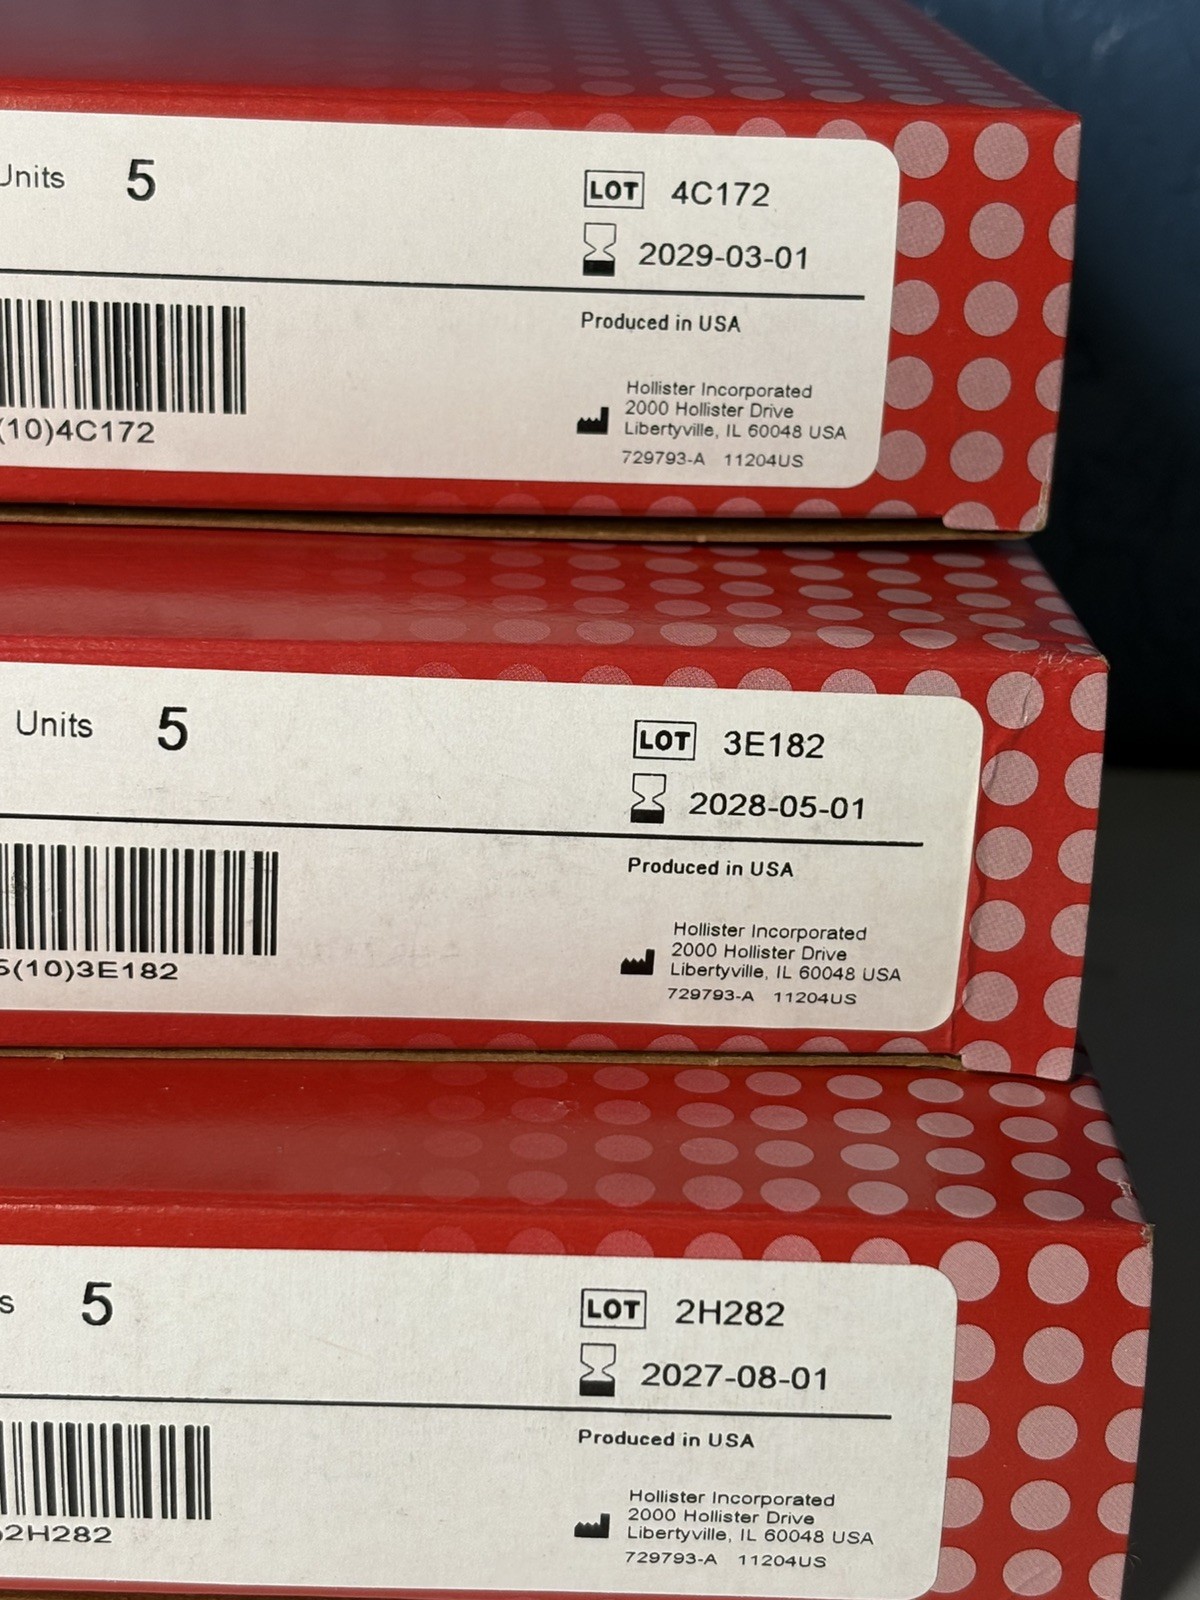 Units 5
LOT 4C172
2029-03-01
Produced in USA
(10)4C172
Hollister Incorporated
2000 Hollister Drive
Libertyville, IL 60048 USA
729793-A 11204US
Units 5
LOT 3E182
2028-05-01
Produced in USA
5(10)3E182
Hollister Incorporated
2000 Hollister Drive
Libertyville, IL 60048 USA
729793-A 11204US
s 5
LOT 2H282
2027-08-01
Produced in USA
2H282
Hollister Incorporated
2000 Hollister Drive
Libertyville, IL 60048 USA
729793-A 11204US